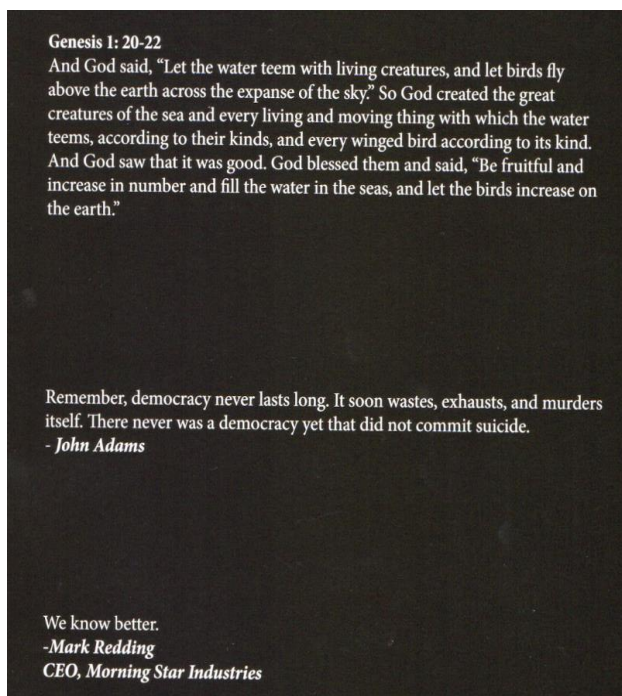 Genesis 1: 20-22
And God said, “Let the water teem with living creatures, and let birds fly
above the earth across the expanse of the sky.” So God created the great
creatures of the sea and every living and moving thing with which the water
teems, according to their kinds, and every winged bird according to its kind.
And God saw that it was good. God blessed them and said, “Be fruitful and
increase in number and fill the water in the seas, and let the birds increase on
the earth.”
Remember, democracy never lasts long. It soon wastes, exhausts, and murders
itself. There never was a democracy yet that did not commit suicide.
- John Adams
We know better.
-Mark Redding
CEO, Morning Star Industries